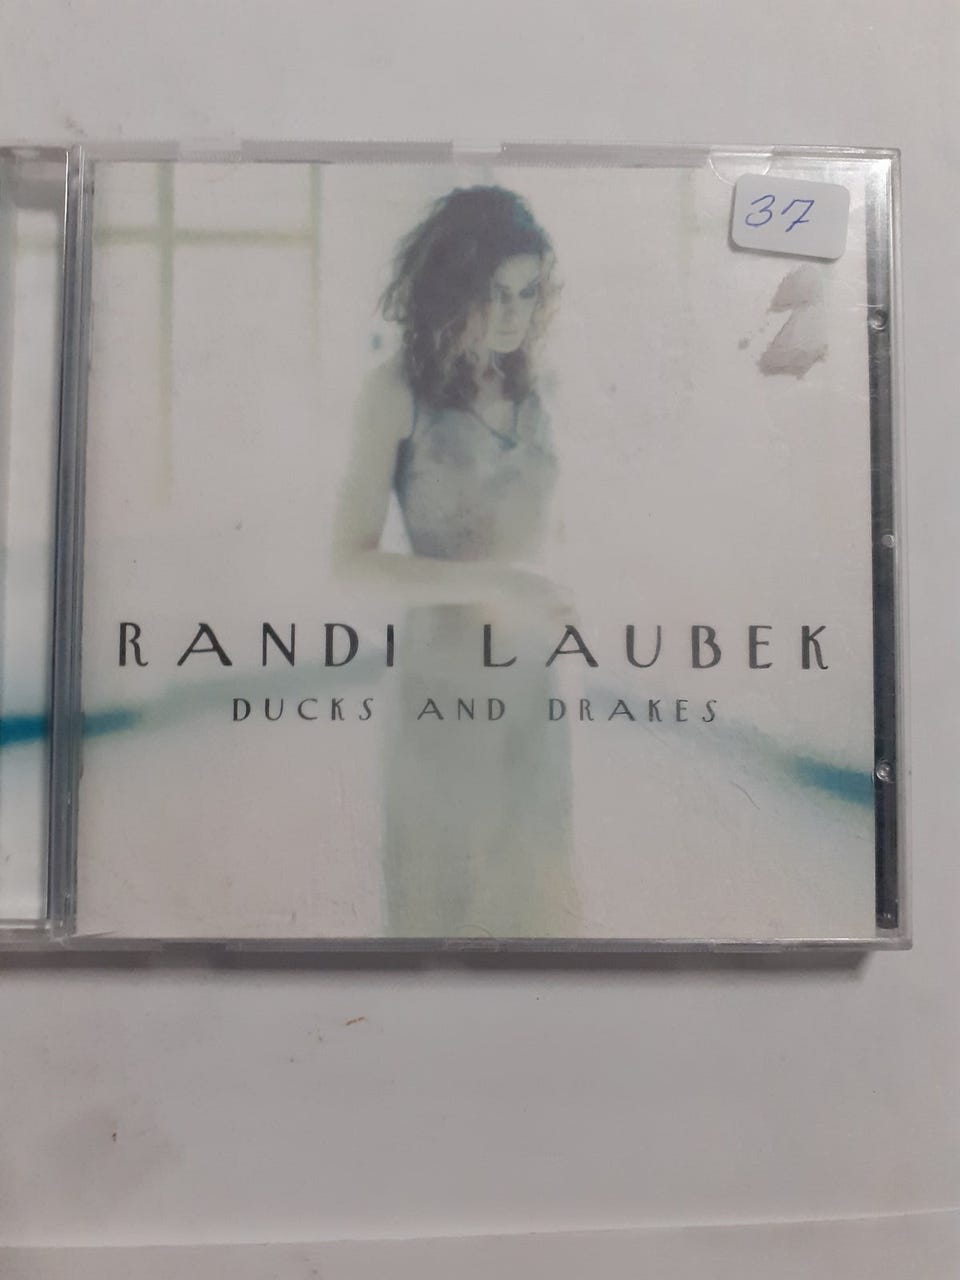 37
RANDI LAUBEK
DUCKS AND DRAKES